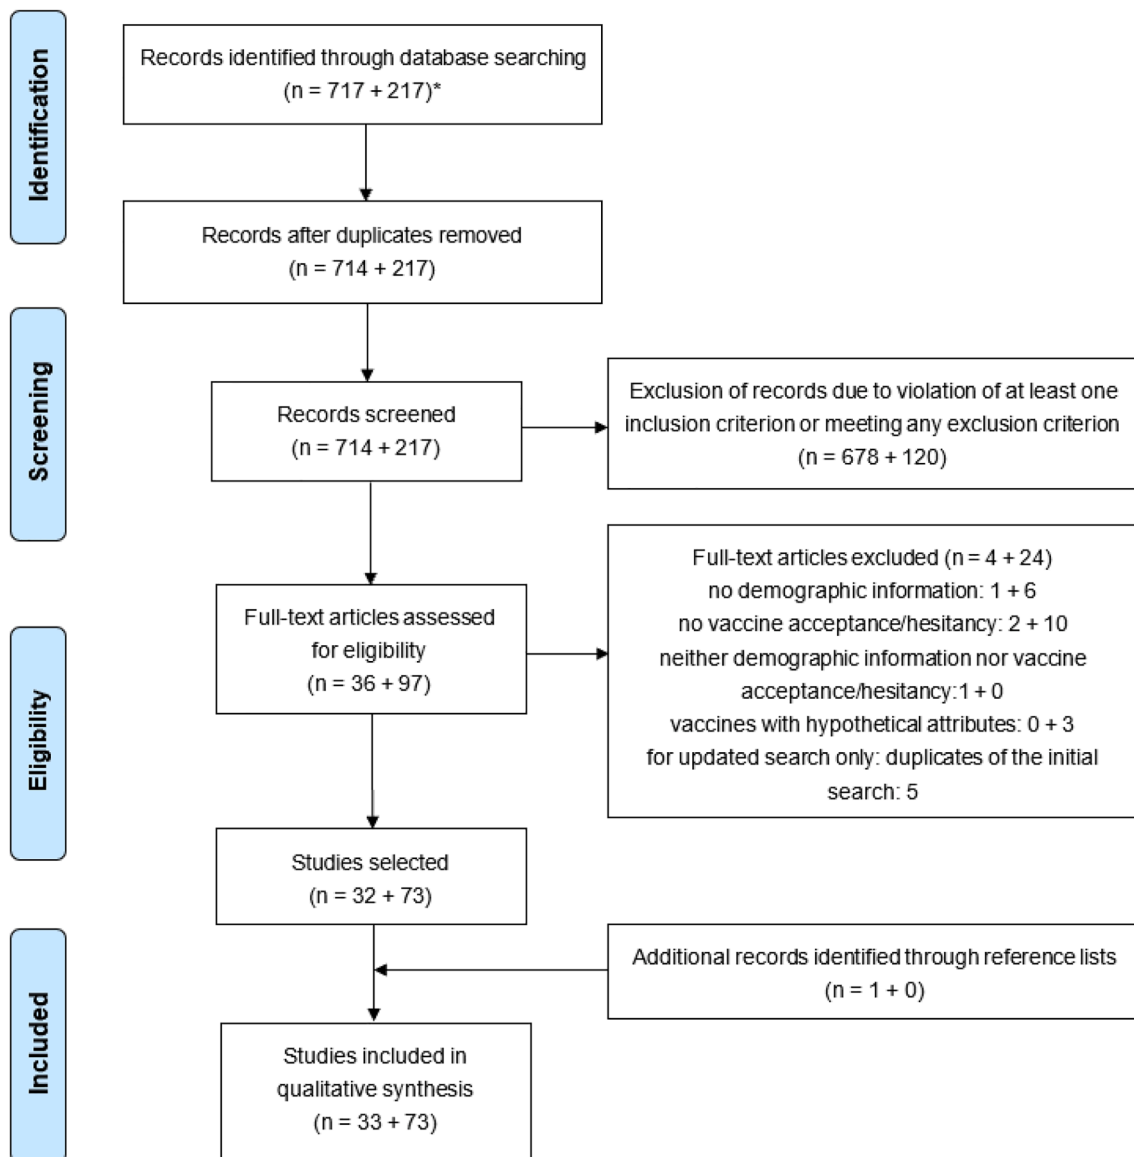 Identification
Records identified through database searching
(n = 717 + 217)*
Records after duplicates removed
(n = 714 + 217)
Screening
Records screened
(n = 714 + 217)
Exclusion of records due to violation of at least one
inclusion criterion or meeting any exclusion criterion
(n = 678 + 120)
Eligibility
Full-text articles assessed
for eligibility
(n = 36 + 97)
Full-text articles excluded (n = 4 + 24)
no demographic information: 1 + 6
no vaccine acceptance/hesitancy: 2 + 10
neither demographic information nor vaccine
acceptance/hesitancy:1 + 0
vaccines with hypothetical attributes: 0 + 3
for updated search only: duplicates of the initial
search: 5
Studies selected
(n = 32 + 73)
Included
Additional records identified through reference lists
(n = 1 + 0)
Studies included in
qualitative synthesis
(n = 33 + 73)